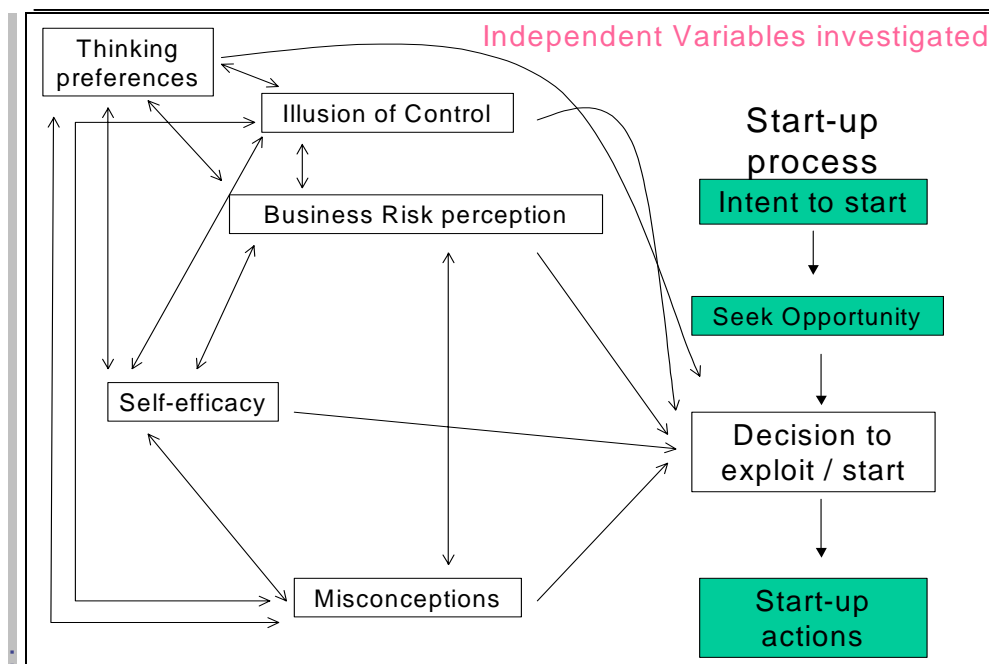 Independent Variables investigated
Thinking
preferences
Illusion of Control
Business Risk perception
Self-efficacy
Misconceptions
Start-up
process
Intent to start
Seek Opportunity
Decision to
exploit / start
Start-up
actions